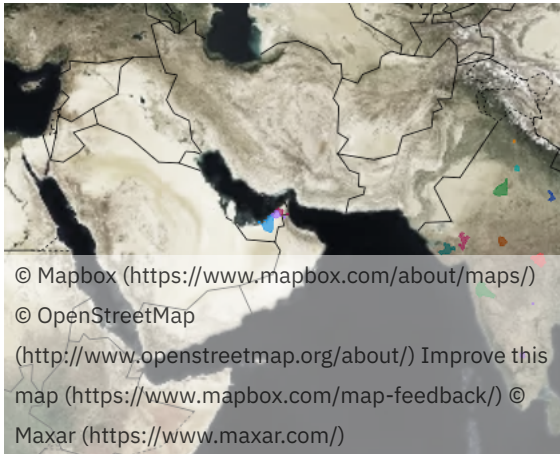 © Mapbox (https://www.mapbox.com/about/maps/)
© OpenStreetMap
(http://www.openstreetmap.org/about/) Improve this
map (https://www.mapbox.com/map-feedback/) ©
Maxar (https://www.maxar.com/)